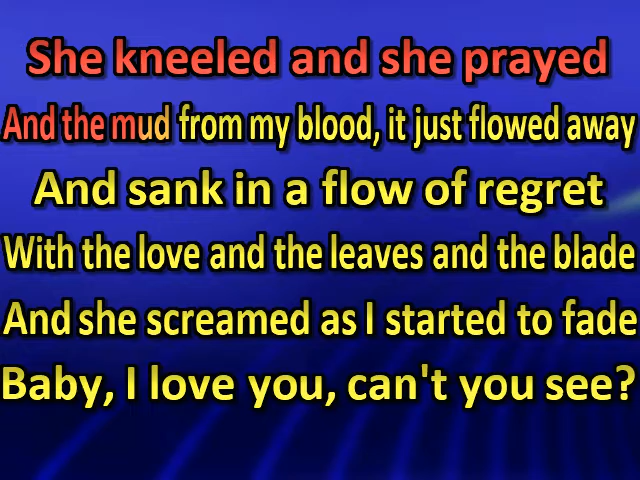 She kneeled and she prayed
And the mud from my blood, it just flowed away
And sank in a flow of regret
With the love and the leaves and the blade
And she screamed as I started to fade
Baby, I love you, can't you see?